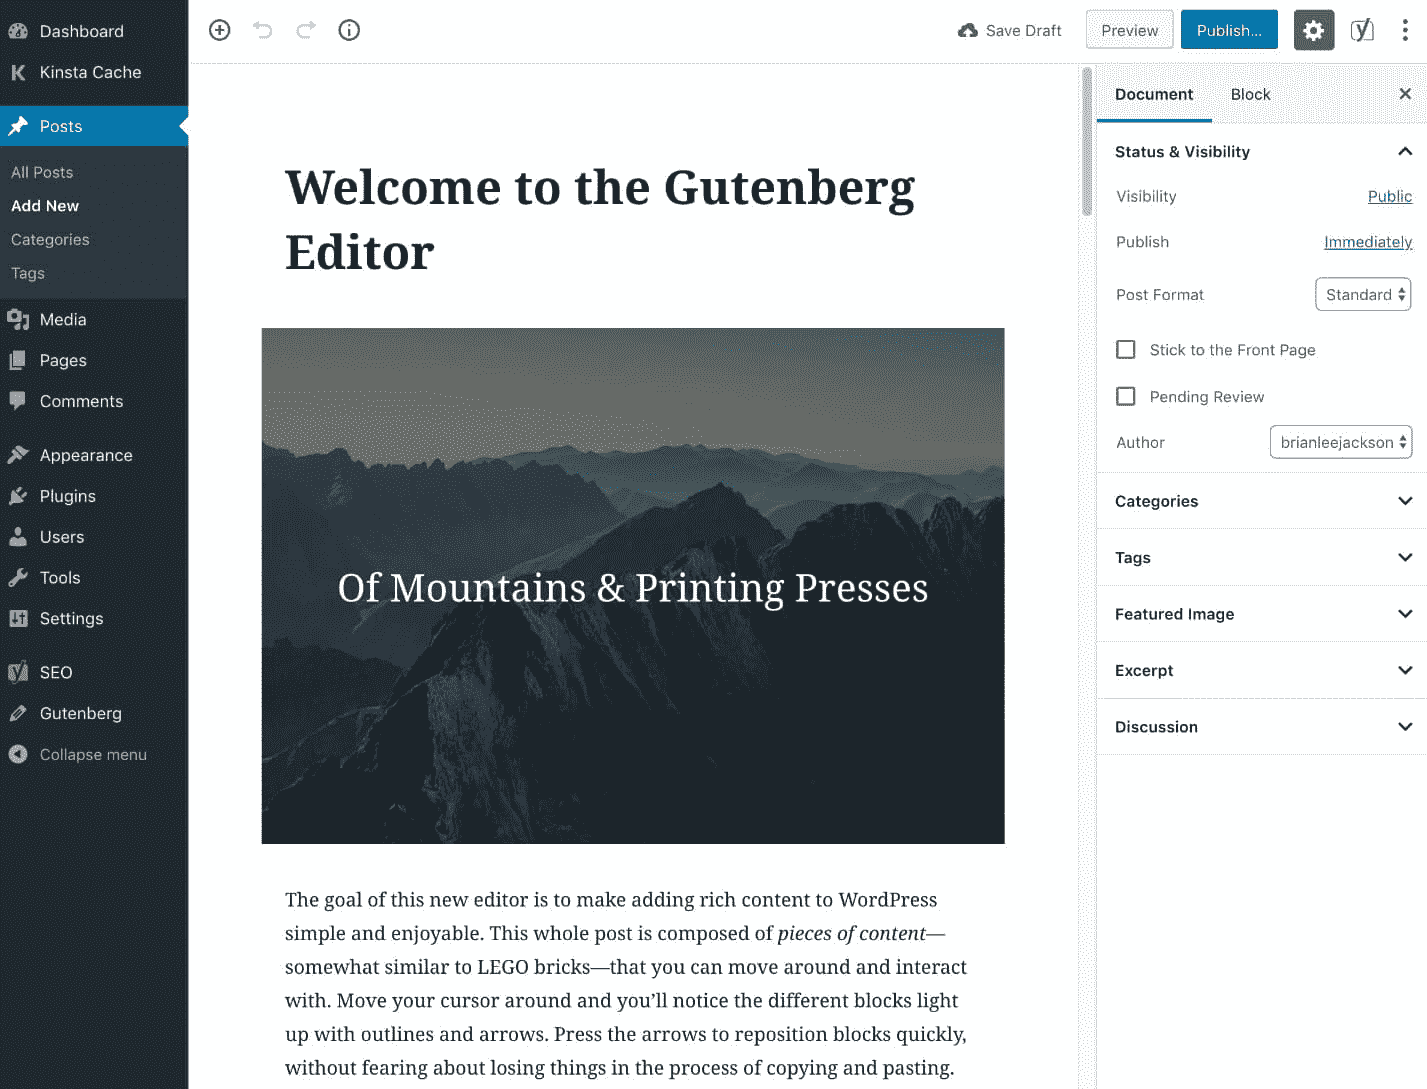 Dashboard
Kinsta Cache
Posts
All Posts
Add New
Categories
Tags
Media
Pages
Comments
Appearance
Plugins
Users
Tools
Settings
SEO
Gutenberg
Collapse menu
Save Draft
Preview
Publish...
Welcome to the Gutenberg
Editor
Of Mountains & Printing Presses
The goal of this new editor is to make adding rich content to WordPress
simple and enjoyable. This whole post is composed of pieces of content—
somewhat similar to LEGO bricks—that you can move around and interact
with. Move your cursor around and you’ll notice the different blocks light
up with outlines and arrows. Press the arrows to reposition blocks quickly,
without fearing about losing things in the process of copying and pasting.
Document Block
Status & Visibility
Visibility Public
Publish Immediately
Post Format Standard
Stick to the Front Page
Pending Review
Author brianleejackson
Categories
Tags
Featured Image
Excerpt
Discussion